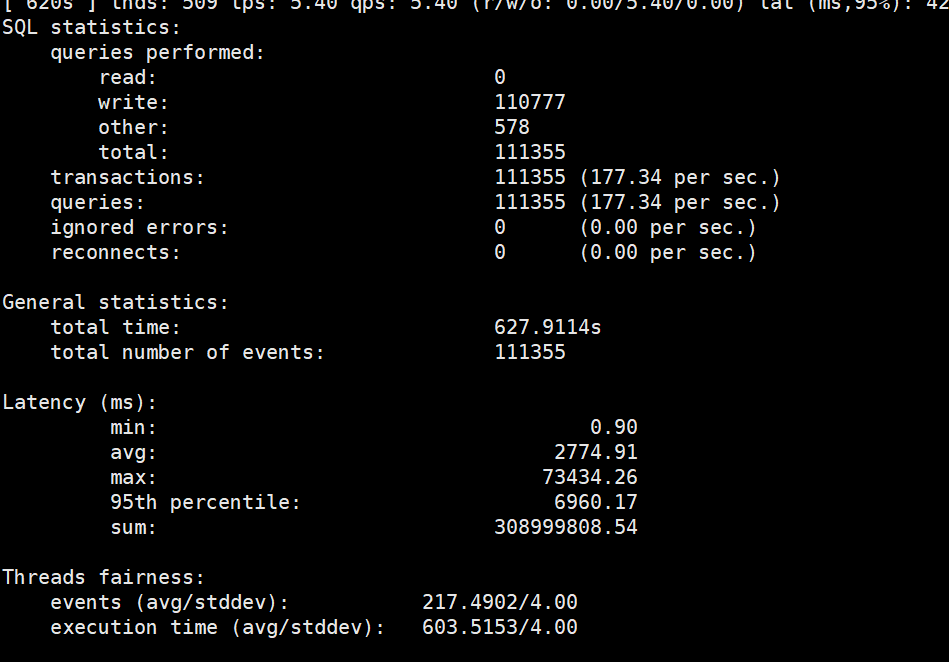 [ 620s ] thds: 509 tps: 5.40 qps: 5.40 (r/w/o: 0.00/5.40/0.00) lat (ms,95%): 42
SQL statistics:
queries performed:
read: 0
write: 110777
other: 578
total: 111355
transactions: 111355 (177.34 per sec.)
queries: 111355 (177.34 per sec.)
ignored errors: 0 (0.00 per sec.)
reconnects: 0 (0.00 per sec.)
General statistics:
total time: 627.9114s
total number of events: 111355
Latency (ms):
min: 0.90
avg: 2774.91
max: 73434.26
95th percentile: 6960.17
sum: 308999808.54
Threads fairness:
events (avg/stddev): 217.4902/4.00
execution time (avg/stddev): 603.5153/4.00